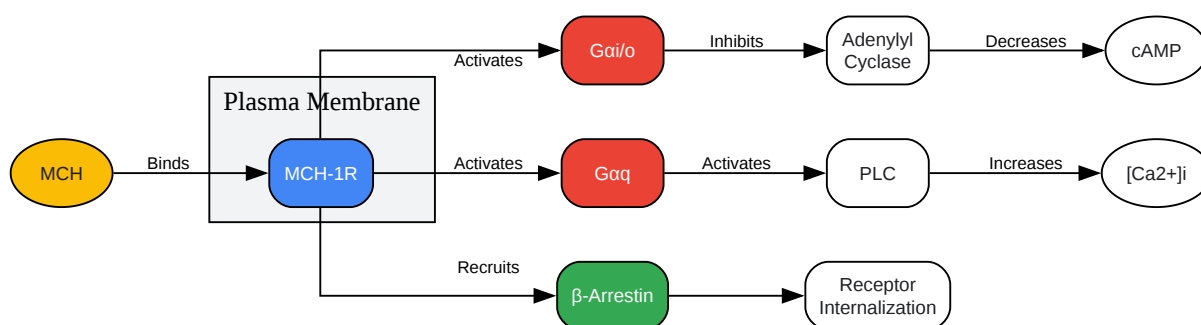 Activates
Gαi/o
Inhibits
Adenylyl
Cyclase
Decreases
cAMP
Plasma Membrane
MCH
Binds
MCH-1R
Activates
Gαq
Activates
PLC
Increases
[Ca2+]i
Recruits
β-Arrestin
Receptor
Internalization